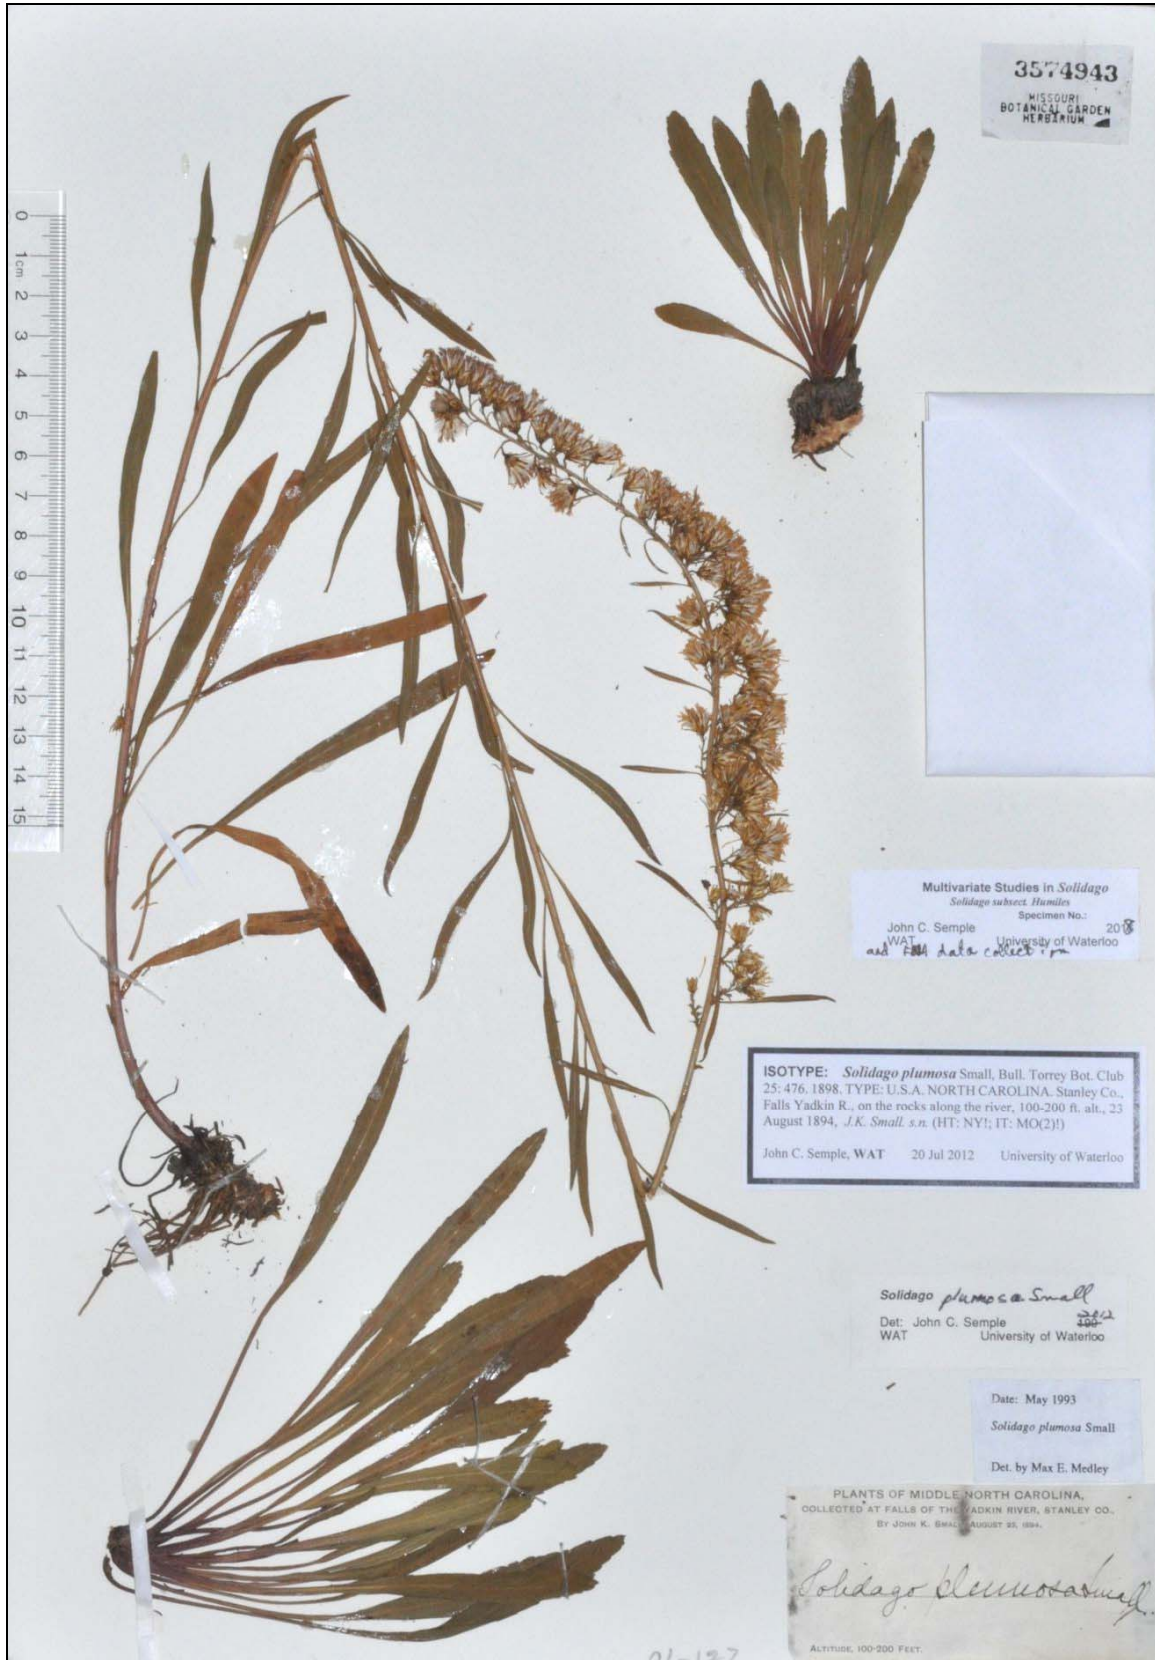 3574943
MISSOURI
BOTANICAL GARDEN
HERBARIUM
0
1cm
2
3
4
5
6
7
8
9
10
11
12
13
14
15
Multivariate Studies in Solidago
Solidago subsect. Humiles
Specimen No.:
John C. Semple 2018
WAT University of Waterloo
and data collection
ISOTYPE: Solidago plumosa Small, Bull. Torrey Bot. Club
25: 476. 1898. TYPE: U.S.A. NORTH CAROLINA. Stanley Co.,
Falls Yadkin R., on the rocks along the river, 100-200 ft. alt., 23
August 1894, J.K. Small. s.n. (HT: NY!; IT: MO(2)!)
John C. Semple, WAT 20 Jul 2012 University of Waterloo
Solidago plumosa Small
2012
Det: John C. Semple 199
WAT University of Waterloo
Date: May 1993
Solidago plumosa Small
Det. by Max E. Medley
PLANTS OF MIDDLE NORTH CAROLINA,
COLLECTED AT FALLS OF THE YADKIN RIVER, STANLEY CO.,
BY JOHN K. SMALL, AUGUST 23, 1894.
Solidago plumosa Small.
ALTITUDE, 100-200 FEET.